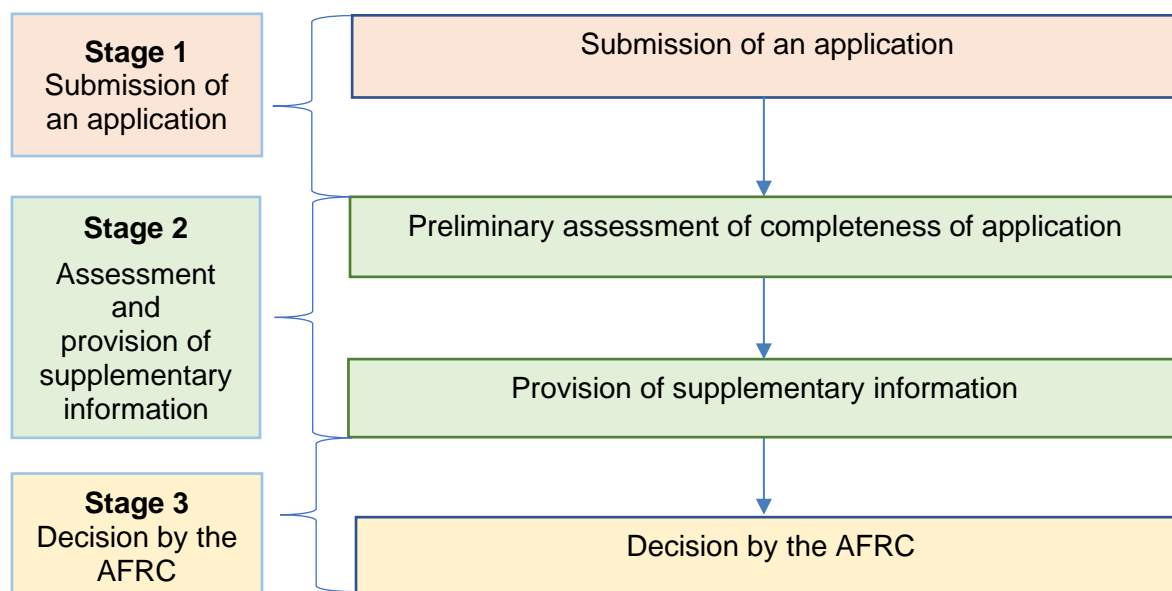 Stage 1
Submission of
an application
Submission of an application
Stage 2
Assessment
and
provision of
supplementary
information
Preliminary assessment of completeness of application
Provision of supplementary information
Stage 3
Decision by the
AFRC
Decision by the AFRC